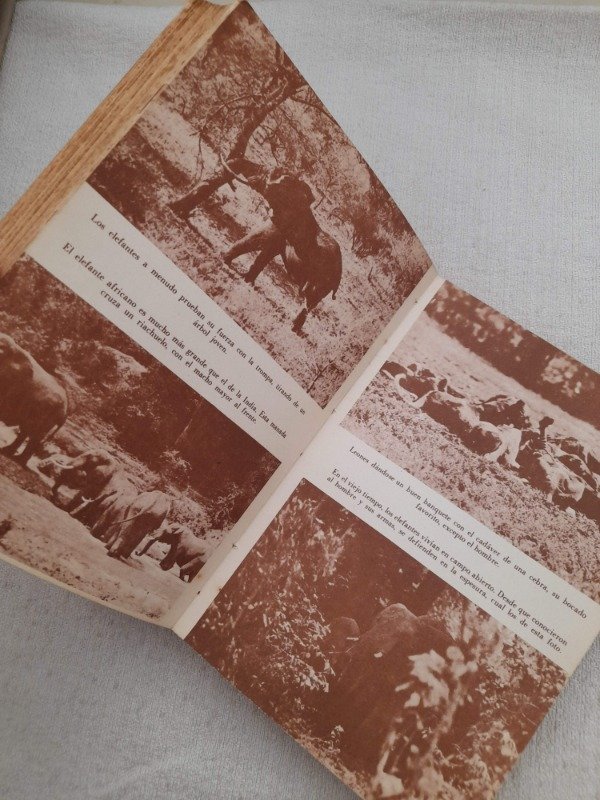 Los elefantes a menudo prueban su fuerza con la trompa, tirando de un
árbol joven.
El elefante africano es mucho más grande que el de la India. Esta manada
cruza un riachuelo, con el macho mayor al frente.
Leones dándose un buen banquete con el cadáver de una cebra, su bocado
favorito, excepto el hombre.
En el viejo tiempo, los elefantes vivían en campo abierto. Desde que conocieron
al hombre y sus armas, se defienden en la espesura, cual los de esta foto.